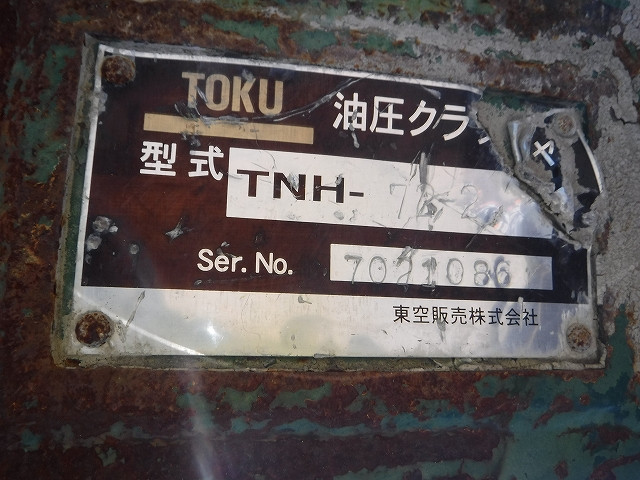 TOKU
油圧クラ
型式 TNH-
Ser. No. 7021086
東空販売株式会社